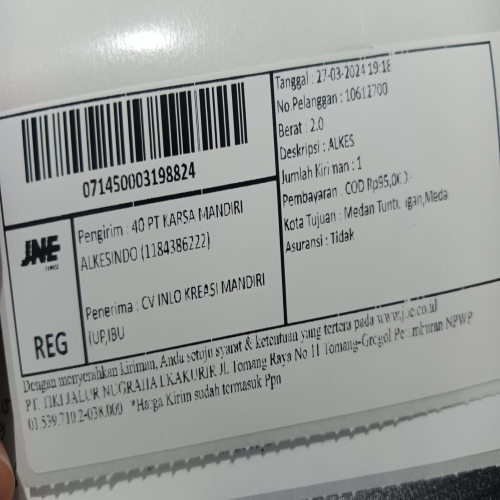 071450003198824
JNE
EXPRESS
REG
Pengirim : 40 PT KARSA MANDIRI
ALKESINDO (1184386222)
Penerima : CV INLO KREASI MANDIRI
(UP,IBU
Tanggal : 27-03-2024 19:18
No.Pelanggan : 10612700
Berat : 2.0
Deskripsi : ALKES
Jumlah Kiriman : 1
Pembayaran : COD Rp95,000
Kota Tujuan : Medan Tuntungan,Meda
Asuransi : Tidak
Dengan menyerahkan kiriman, Anda setuju syarat & ketentuan yang tertera pada www.jne.co.id
PT. TIKI JALUR NUGRAHA EKAKURIR Jl. Tomang Raya No 11 Tomang-Grogol Petamburan NPWP
01.539.710.2-038.000 *Harga Kirim sudah termasuk Ppn